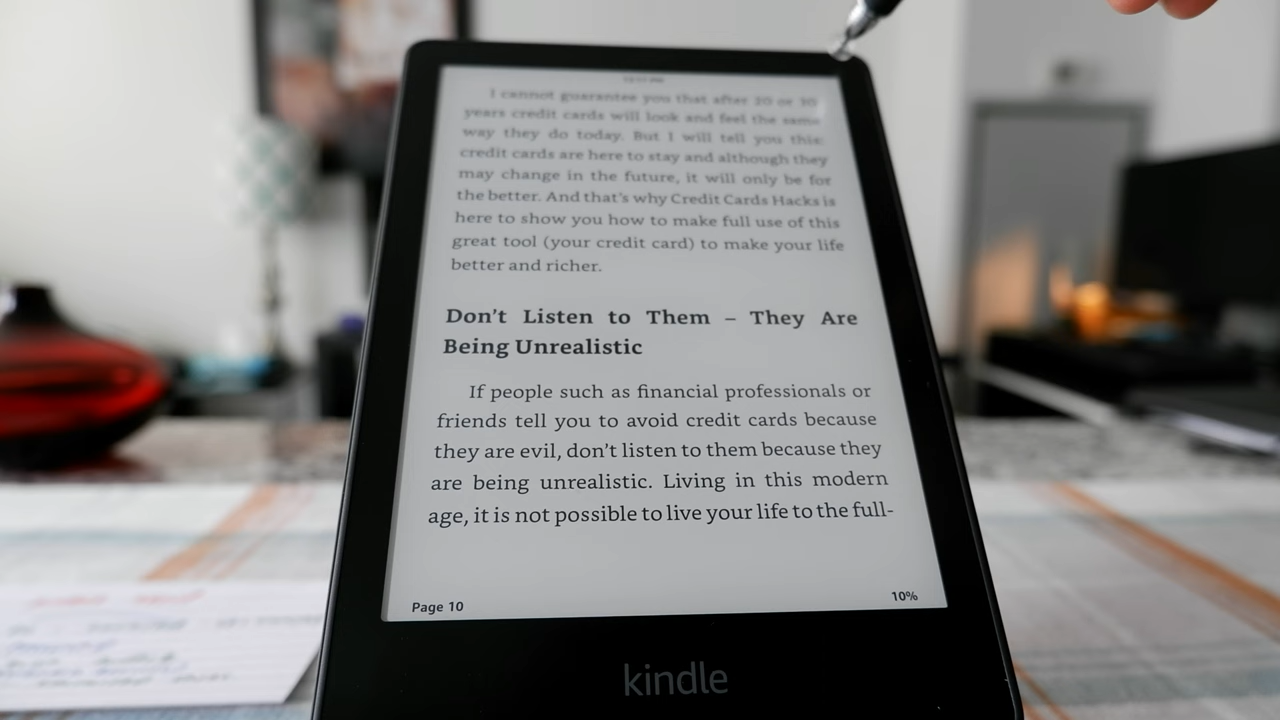 I cannot guarantee you that after 20 or 30
years credit cards will look and feel the same
way they do today. But I will tell you this:
credit cards are here to stay and although they
may change in the future, it will only be for
the better. And that's why Credit Cards Hacks is
here to show you how to make full use of this
great tool (your credit card) to make your life
better and richer.
Don't Listen to Them – They Are
Being Unrealistic
If people such as financial professionals or
friends tell you to avoid credit cards because
they are evil, don't listen to them because they
are being unrealistic. Living in this modern
age, it is not possible to live your life to the full-
Page 10
10%
kindle